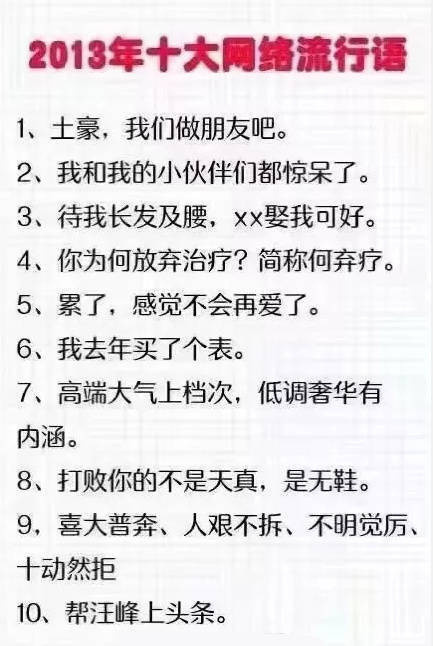 2013年十大网络流行语
1、土豪，我们做朋友吧。
2、我和我的小伙伴们都惊呆了。
3、待我长发及腰，xx娶我可好。
4、你为何放弃治疗？简称何弃疗。
5、累了，感觉不会再爱了。
6、我去年买了个表。
7、高端大气上档次，低调奢华有
内涵。
8、打败你的不是天真，是无鞋。
9，喜大普奔、人艰不拆、不明觉厉、
十动然拒
10、帮汪峰上头条。